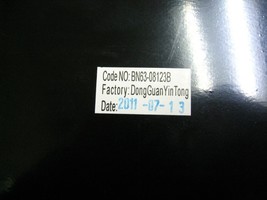 Code NO: BN63-08123B
Factory: DongGuanYinTong
Date: 2011 -07- 13